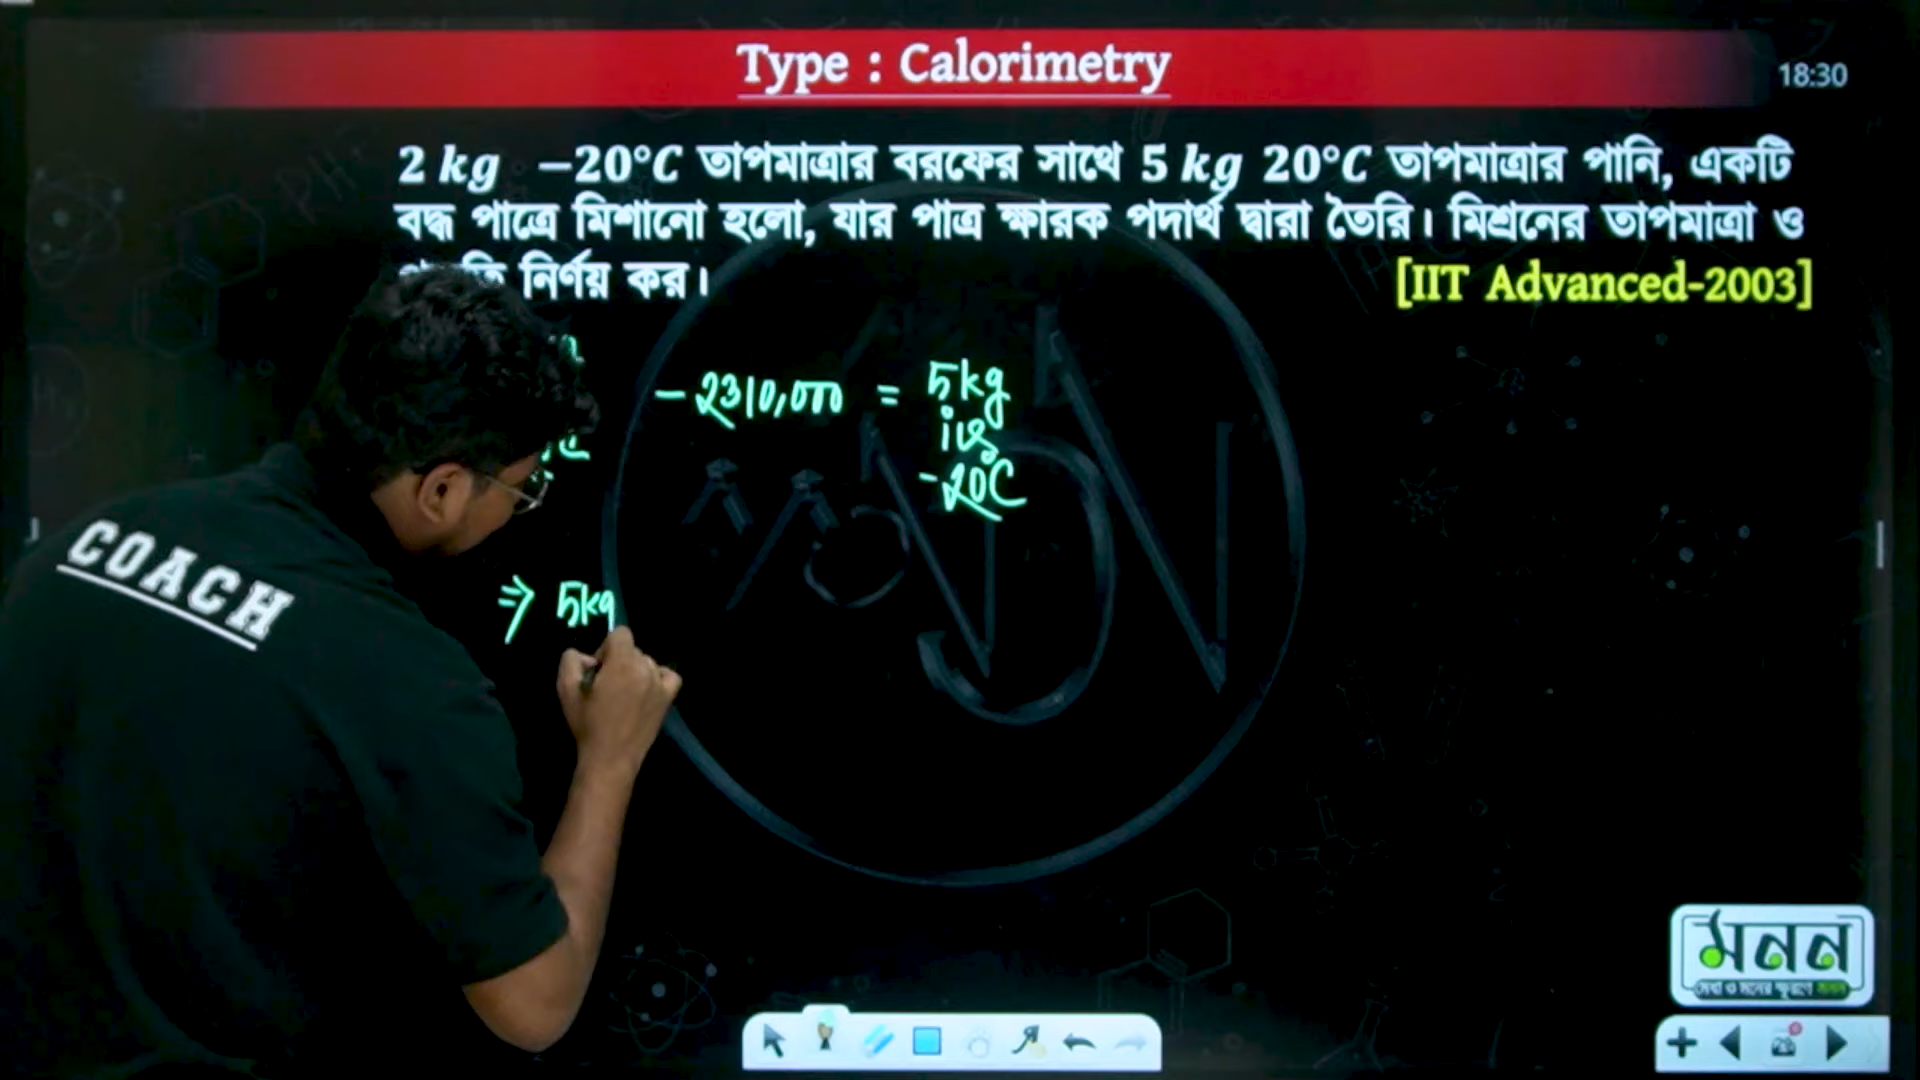 Type : Calorimetry
18:30
2 kg −20°C তাপমাত্রার বরফের সাথে 5 kg 20°C তাপমাত্রার পানি, একটি
বদ্ধ পাত্রে মিশানো হলো, যার পাত্র ক্ষারক পদার্থ দ্বারা তৈরি। মিশ্রনের তাপমাত্রা ও
নির্ণয় কর।
[IIT Advanced-2003]
− 2310,000 = 5kg
ice
-20C
⇒ 5kg
COACH
মনন